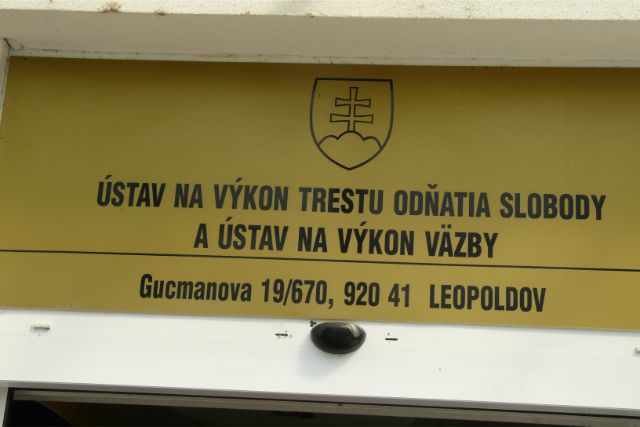 ÚSTAV NA VÝKON TRESTU ODŇATIA SLOBODY
A ÚSTAV NA VÝKON VÄZBY
Gucmanova 19/670, 920 41 LEOPOLDOV